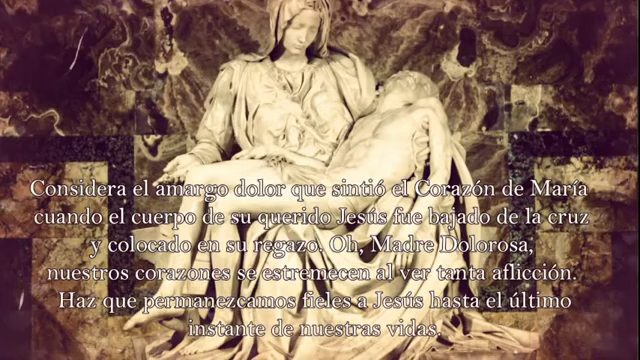 Considera el amargo dolor que sintió el Corazón de María
cuando el cuerpo de su querido Jesús fue bajado de la cruz
y colocado en su regazo. Oh, Madre Dolorosa,
nuestros corazones se estremecen al ver tanta aflicción.
Haz que permanezcamos fieles a Jesús hasta el último
instante de nuestras vidas.